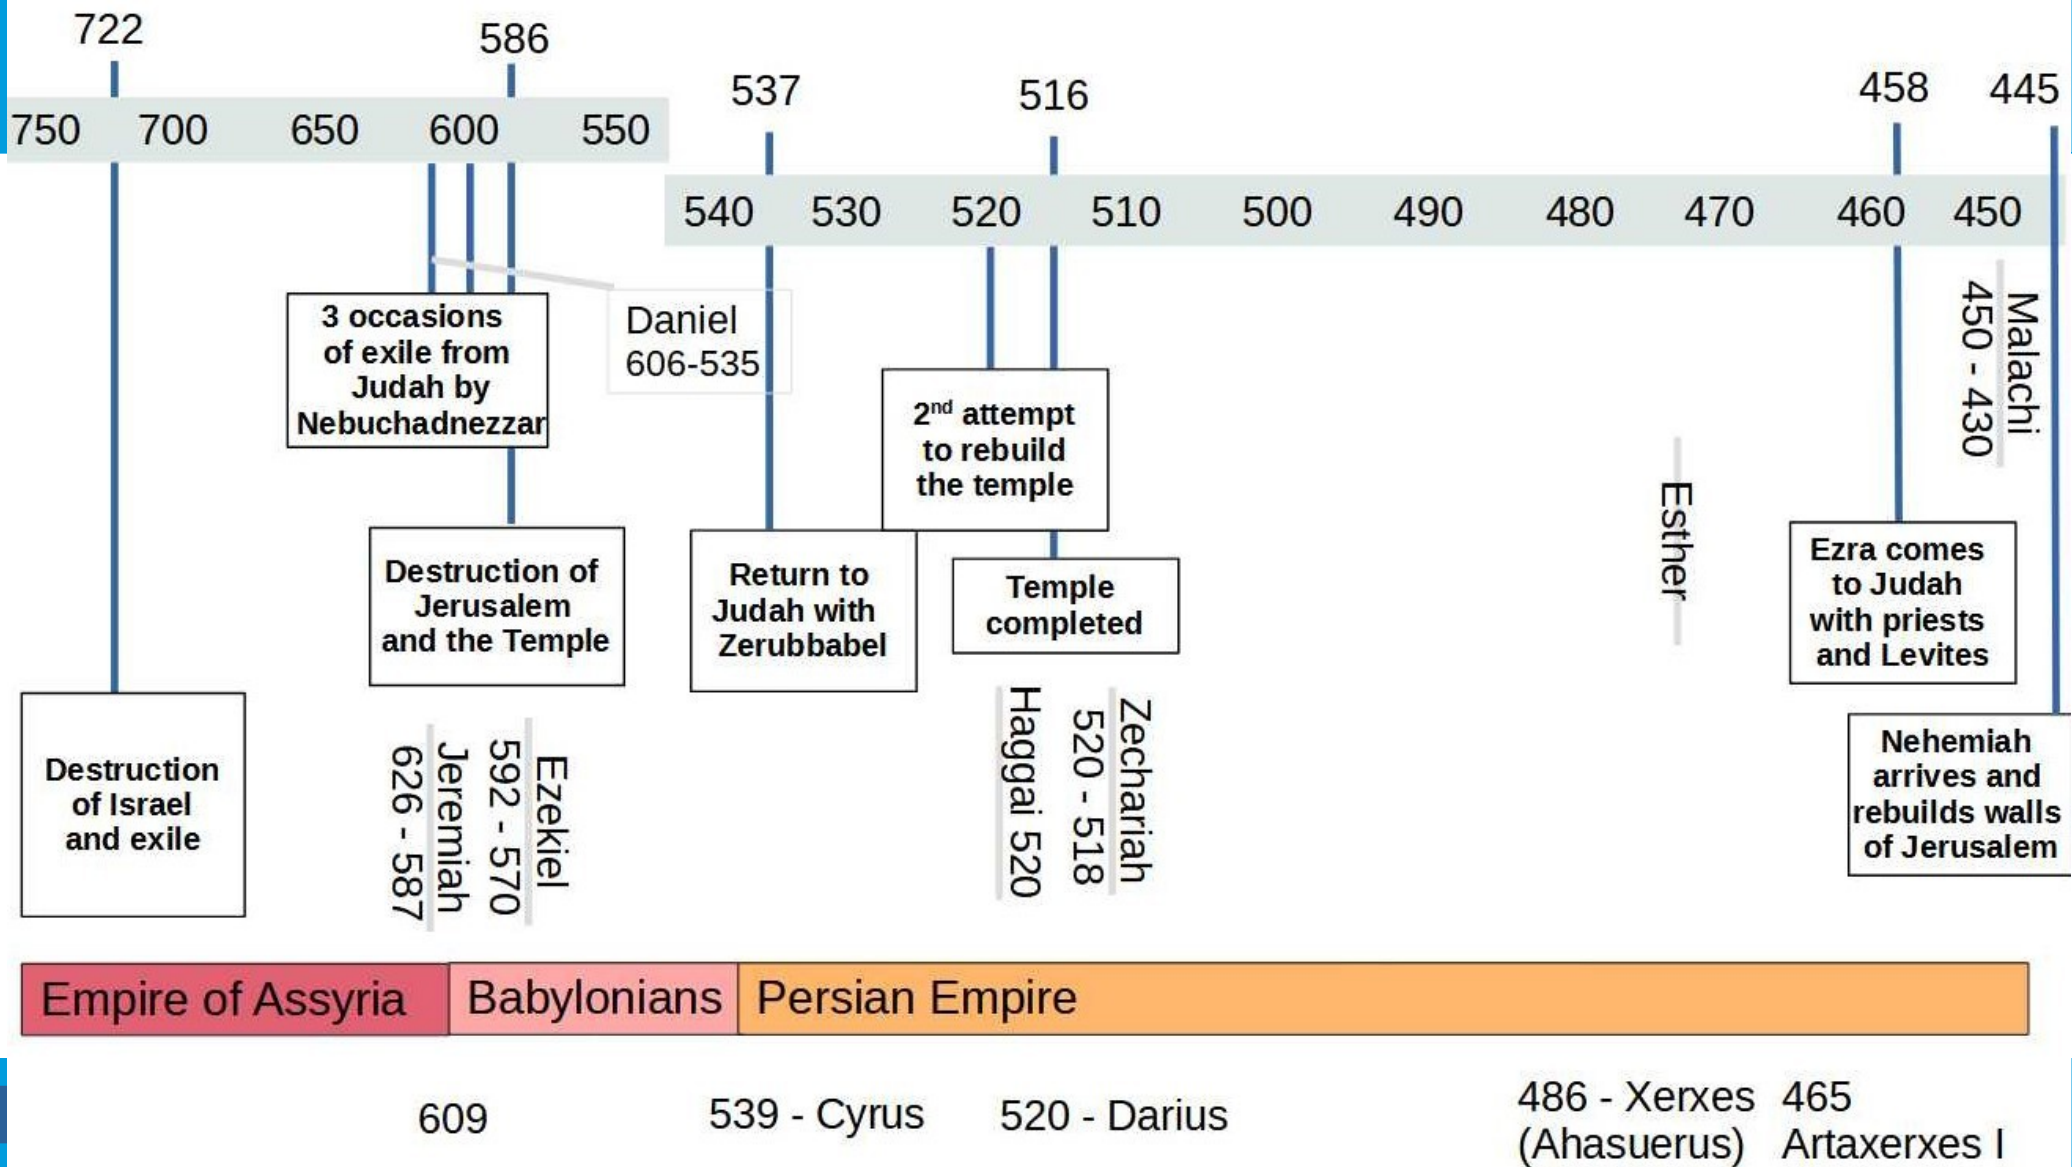 722
586
537
516
458
445
750 700 650 600 550
540 530 520 510 500 490 480 470 460 450
3 occasions
of exile from
Judah by
Nebuchadnezzar
Daniel
606-535
2nd attempt
to rebuild
the temple
Malachi
450 - 430
Esther
Destruction of
Jerusalem
and the Temple
Return to
Judah with
Zerubbabel
Temple
completed
Ezra comes
to Judah
with priests
and Levites
Destruction
of Israel
and exile
Jeremiah
626 - 587
Ezekiel
592 - 570
Haggai 520
Zechariah
520 - 518
Nehemiah
arrives and
rebuilds walls
of Jerusalem
Empire of Assyria
Babylonians
Persian Empire
609
539 - Cyrus
520 - Darius
486 - Xerxes
(Ahasuerus)
465
Artaxerxes I